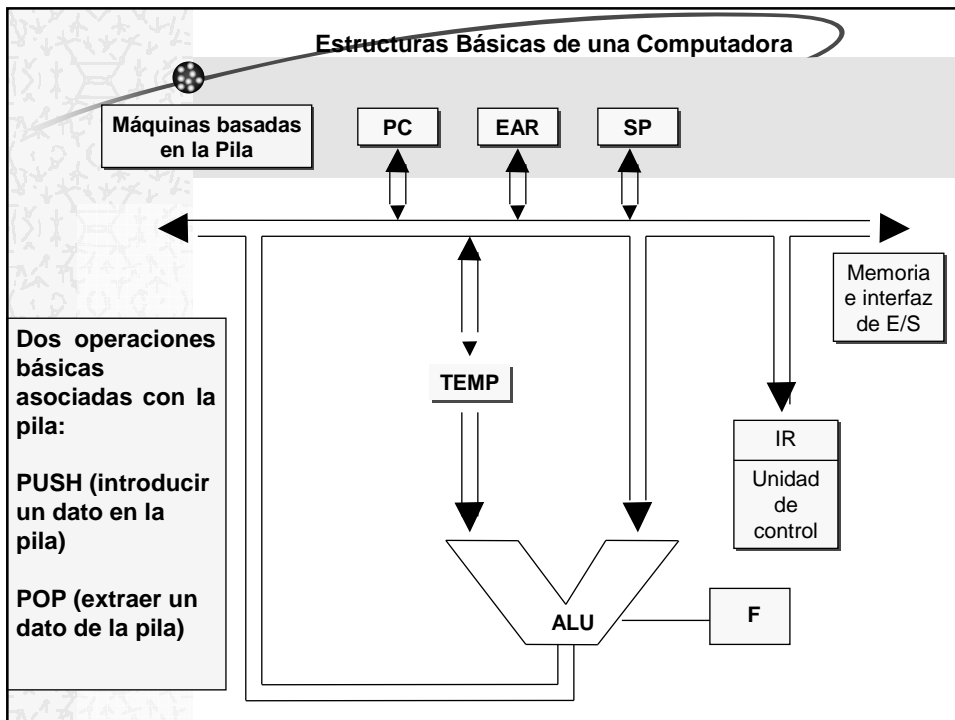 Estructuras Básicas de una Computadora
Máquinas basadas
en la Pila
PC
EAR
SP
Memoria
e interfaz
de E/S
Dos operaciones
básicas
asociadas con la
pila:
PUSH (introducir
un dato en la
pila)
POP (extraer un
dato de la pila)
TEMP
IR
Unidad
de
control
ALU
F